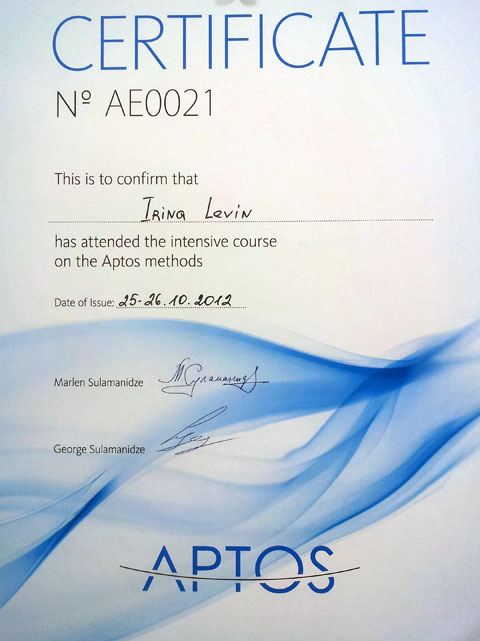 CERTIFICATE
Nº AE0021
This is to confirm that
Irina Levin
has attended the intensive course
on the Aptos methods
Date of Issue: 25-26.10.2012
Marlen Sulamanidze
George Sulamanidze
APTOS